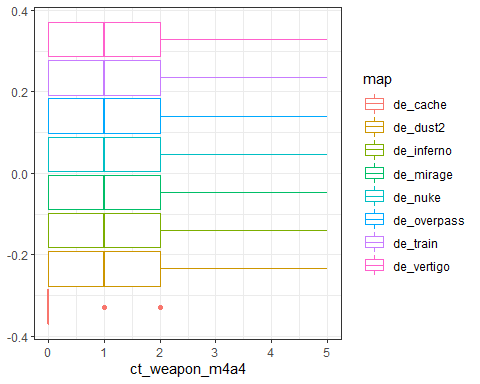 0.4
0.2
0.0
-0.2
-0.4
0
1
2
3
4
5
ct_weapon_m4a4
map
de_cache
de_dust2
de_inferno
de_mirage
de_nuke
de_overpass
de_train
de_vertigo